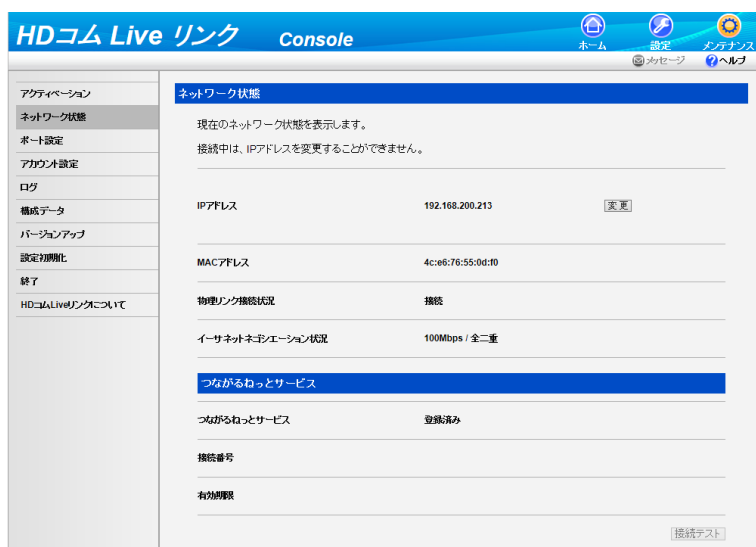 HDコム Live リンク Console
ホーム 設定 メンテナンス
メッセージ ヘルプ
アクティベーション
ネットワーク状態
ポート設定
アカウント設定
ログ
構成データ
バージョンアップ
設定初期化
終了
HDコムLiveリンクについて
ネットワーク状態
現在のネットワーク状態を表示します。
接続中は、IPアドレスを変更することができません。
IPアドレス 192.168.200.213 変更
MACアドレス 4c:e6:76:55:0d:f0
物理リンク接続状況 接続
イーサネットネゴシエーション状況 100Mbps / 全二重
つながるねっとサービス
つながるねっとサービス 登録済み
接続番号
有効期限
接続テスト